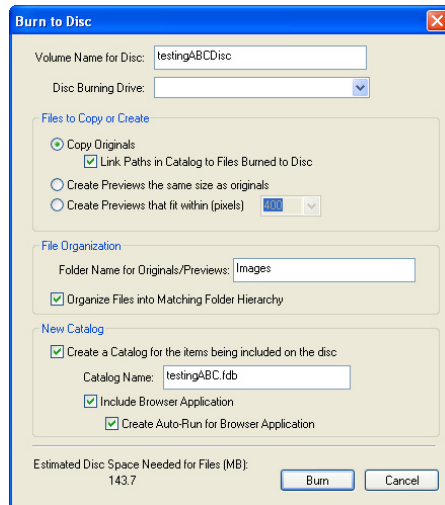 Burn to Disc
Volume Name for Disc: testingABCDisc
Disc Burning Drive:
Files to Copy or Create
Copy Originals
Link Paths in Catalog to Files Burned to Disc
Create Previews the same size as originals
Create Previews that fit within (pixels) 400
File Organization
Folder Name for Originals/Previews: Images
Organize Files into Matching Folder Hierarchy
New Catalog
Create a Catalog for the items being included on the disc
Catalog Name: testingABC.fdb
Include Browser Application
Create Auto-Run for Browser Application
Estimated Disc Space Needed for Files (MB):
143.7 Burn Cancel